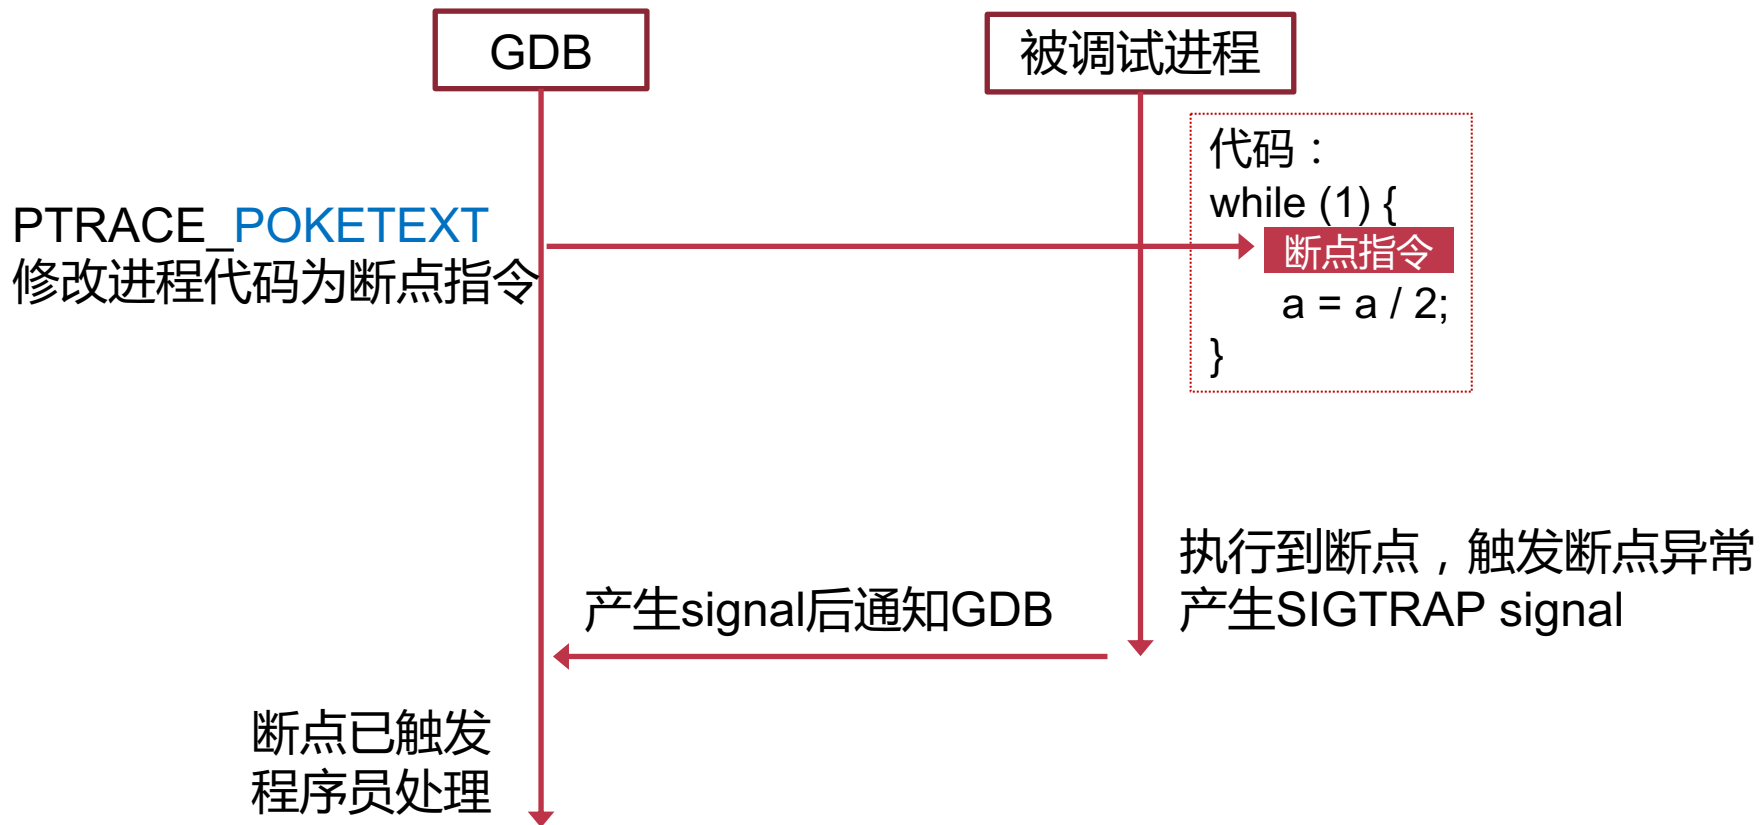 GDB
被调试进程
代码：
while (1) {
断点指令
a = a / 2;
}
PTRACE_POKETEXT
修改进程代码为断点指令
执行到断点，触发断点异常
产生SIGTRAP signal
产生signal后通知GDB
断点已触发
程序员处理